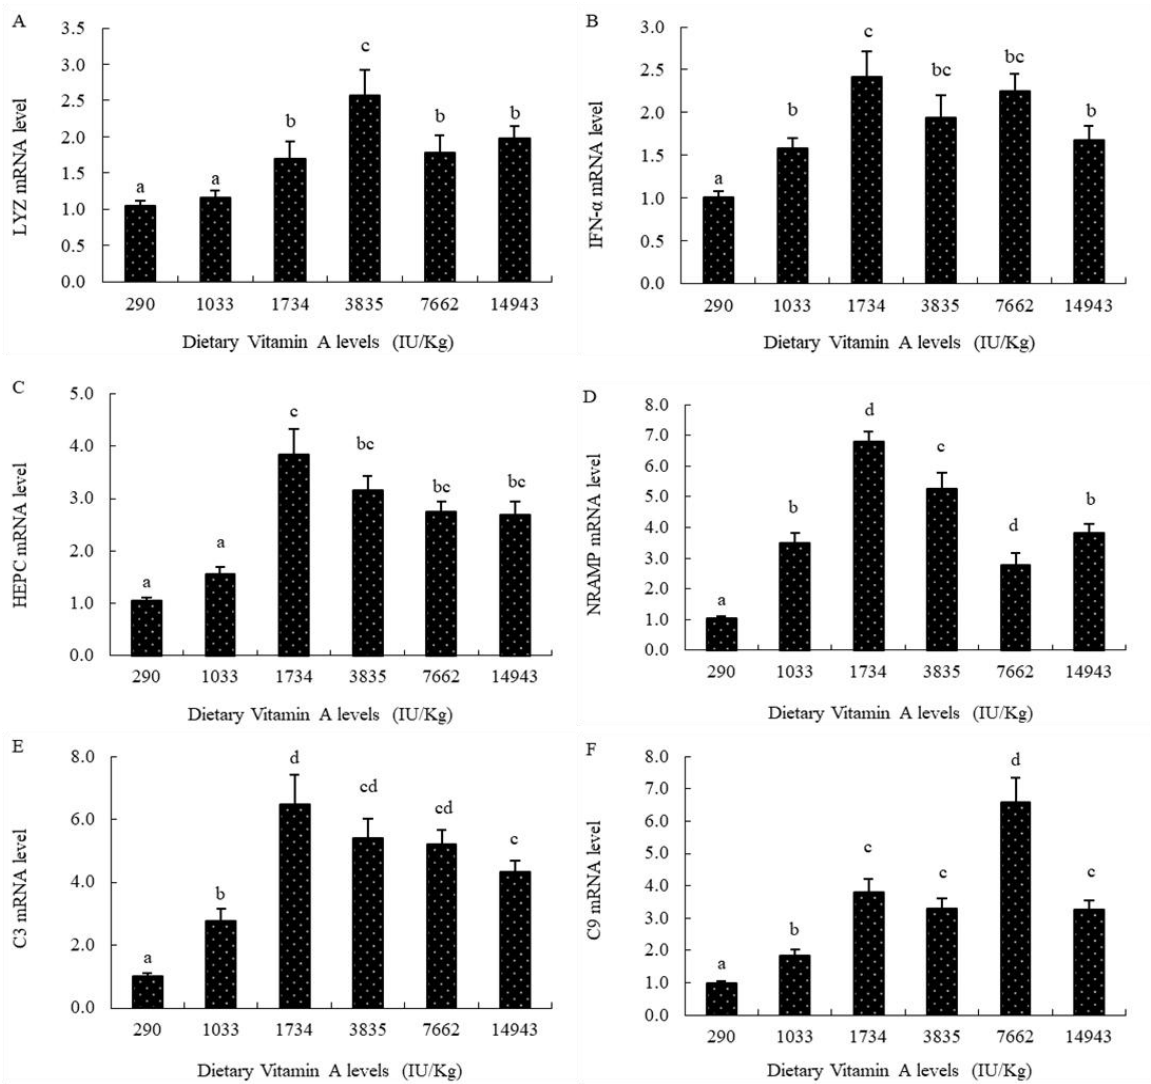 A
LYZ mRNA level
3.5
3.0
2.5
2.0
1.5
1.0
0.5
0.0
a
a
b
c
b
b
290 1033 1734 3835 7662 14943
Dietary Vitamin A levels (IU/Kg)
B
IFN-α mRNA level
3.0
2.5
2.0
1.5
1.0
0.5
0.0
a
b
c
bc
bc
b
290 1033 1734 3835 7662 14943
Dietary Vitamin A levels (IU/Kg)
C
HEPC mRNA level
5.0
4.0
3.0
2.0
1.0
0.0
a
a
c
bc
bc
bc
290 1033 1734 3835 7662 14943
Dietary Vitamin A levels (IU/Kg)
D
NRAMP mRNA level
8.0
7.0
6.0
5.0
4.0
3.0
2.0
1.0
0.0
a
b
d
c
d
b
290 1033 1734 3835 7662 14943
Dietary Vitamin A levels (IU/Kg)
E
C3 mRNA level
8.0
6.0
4.0
2.0
0.0
a
b
d
cd
cd
c
290 1033 1734 3835 7662 14943
Dietary Vitamin A levels (IU/Kg)
F
C9 mRNA level
8.0
7.0
6.0
5.0
4.0
3.0
2.0
1.0
0.0
a
b
c
c
d
c
290 1033 1734 3835 7662 14943
Dietary Vitamin A levels (IU/Kg)